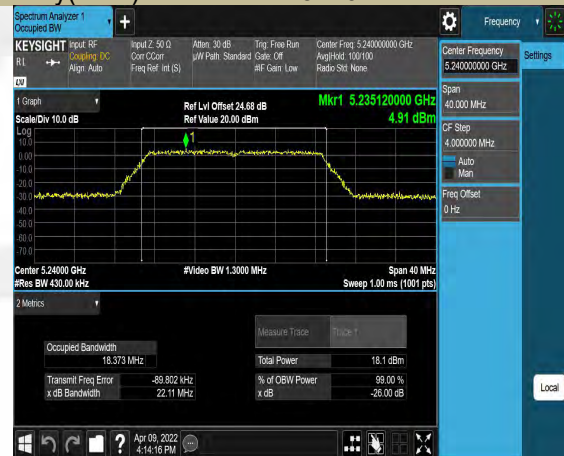 Spectrum Analyzer 1
Occupied BW
Frequency
KEYSIGHT
Input: RF
Coupling: DC
Align: Auto
Input Z: 50 Ω
Corr CCorr
Freq Ref: Int (S)
Atten: 30 dB
µW Path: Standard
Trig: Free Run
Gate: Off
#IF Gain: Low
Center Freq: 5.240000000 GHz
Avg|Hold: 100/100
Radio Std: None
RL
LXI
Center Frequency
5.240000000 GHz
Settings
Span
40.000 MHz
CF Step
4.000000 MHz
Auto
Man
Freq Offset
0 Hz
Local
1 Graph
Scale/Div 10.0 dB
Ref Lvl Offset 24.68 dB
Ref Value 20.00 dBm
Mkr1 5.235120000 GHz
4.91 dBm
Log
10.0
0.00
-10.0
-20.0
-30.0
-40.0
-50.0
-60.0
-70.0
1
Center 5.24000 GHz
#Res BW 430.00 kHz
#Video BW 1.3000 MHz
Span 40 MHz
Sweep 1.00 ms (1001 pts)
2 Metrics
Measure Trace
Trace 1
Occupied Bandwidth
18.373 MHz
Total Power
18.1 dBm
Transmit Freq Error
-89.802 kHz
% of OBW Power
99.00 %
x dB Bandwidth
22.11 MHz
x dB
-26.00 dB
?
Apr 09, 2022
4:14:16 PM